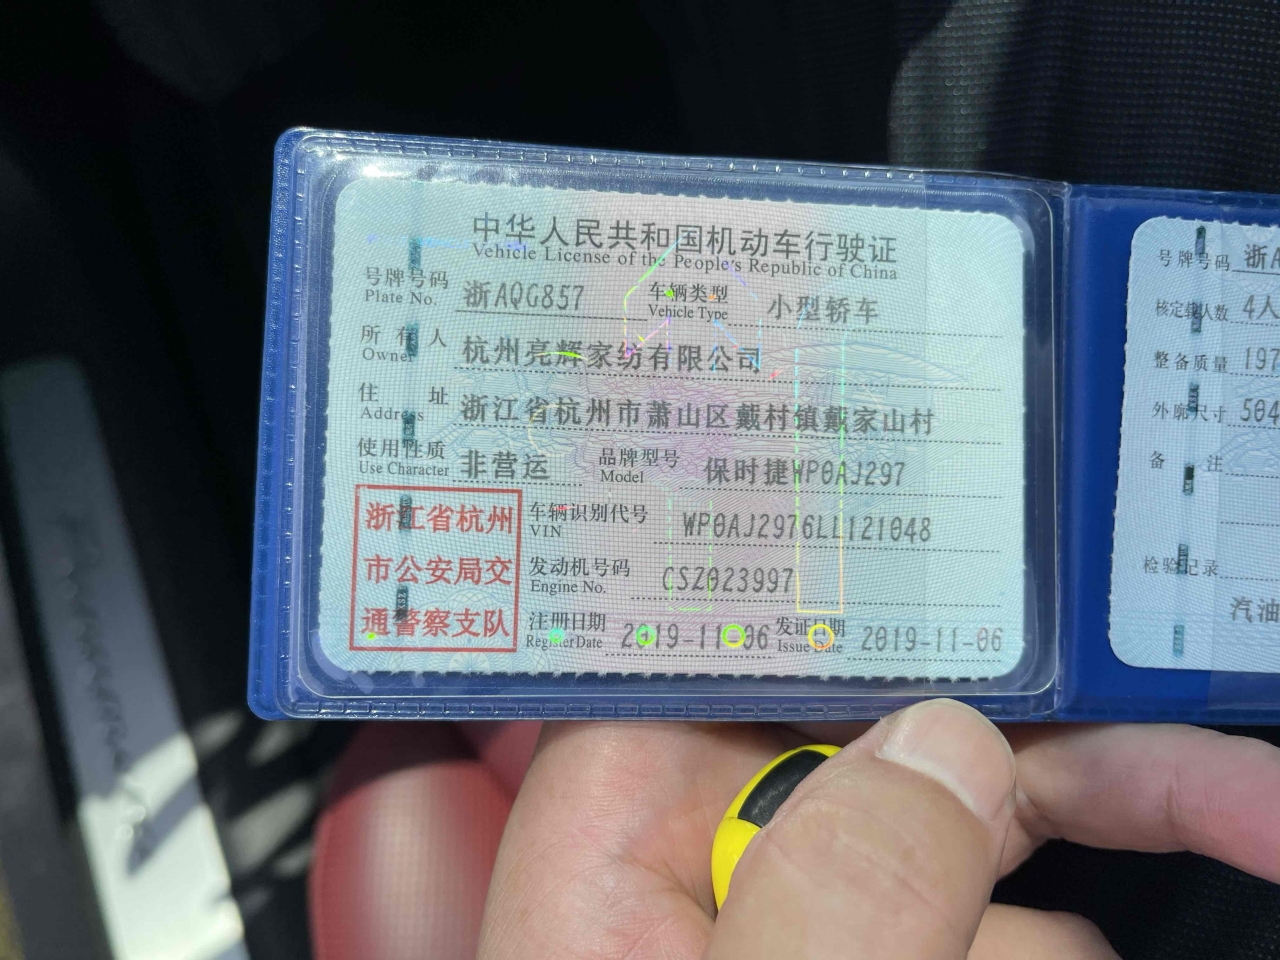 中华人民共和国机动车行驶证
Vehicle License of the People's Republic of China
号牌号码 浙AQG857 车辆类型 小型轿车
Plate No. Vehicle Type
所有人 杭州亮辉家纺有限公司
Owner
住址 浙江省杭州市萧山区戴村镇戴家山村
Address
使用性质 非营运 品牌型号 保时捷WP0AJ297
Use Character Model
浙江省杭州
市公安局交
通警察支队
车辆识别代号 WP0AJ2976LL121048
VIN
发动机号码 CSZ023997
Engine No.
注册日期 2019-11-06 发证日期 2019-11-06
Register Date Issue Date
号牌号码 浙A
核定载人数 4人
整备质量 197
外廓尺寸 504
备注
检验记录
汽油